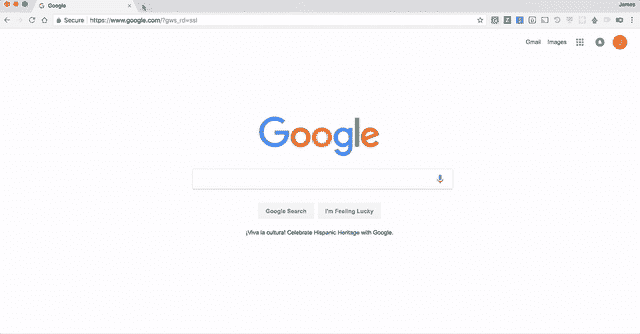 Google
James
Secure https://www.google.com/?gws_rd=ssl
Gmail Images
J
Google
Google Search I'm Feeling Lucky
¡Viva la cultura! Celebrate Hispanic Heritage with Google.